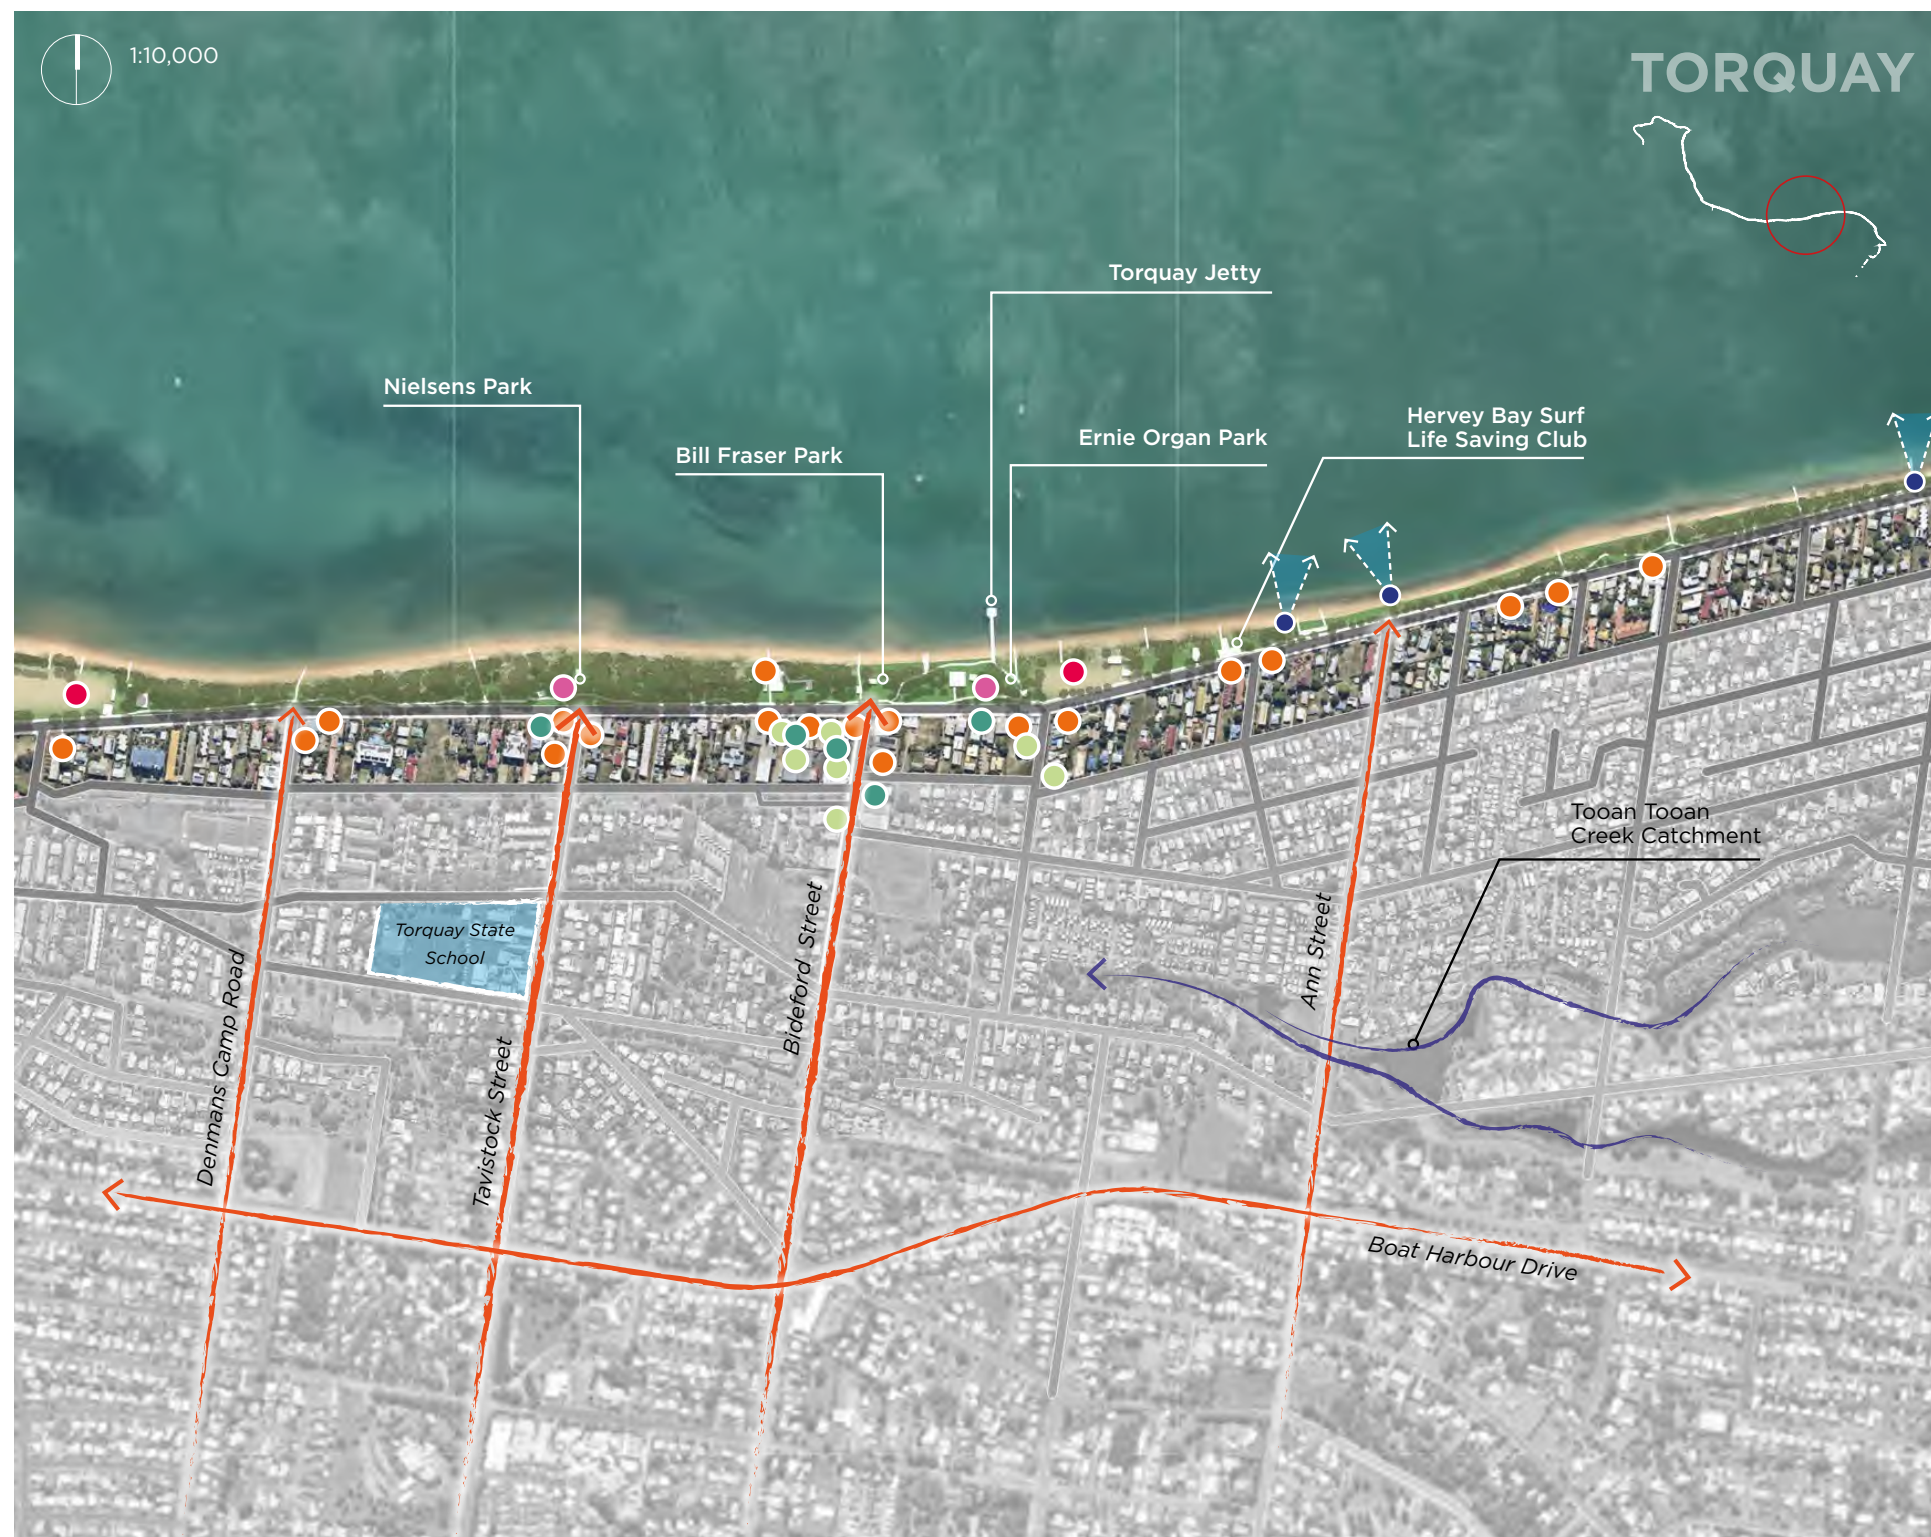 1:10,000
TORQUAY
Torquay Jetty
Nielsens Park
Hervey Bay Surf
Life Saving Club
Ernie Organ Park
Bill Fraser Park
Tooan Tooan
Creek Catchment
Torquay State
School
Denmans Camp Road
Tavistock Street
Bideford Street
Ann Street
Boat Harbour Drive